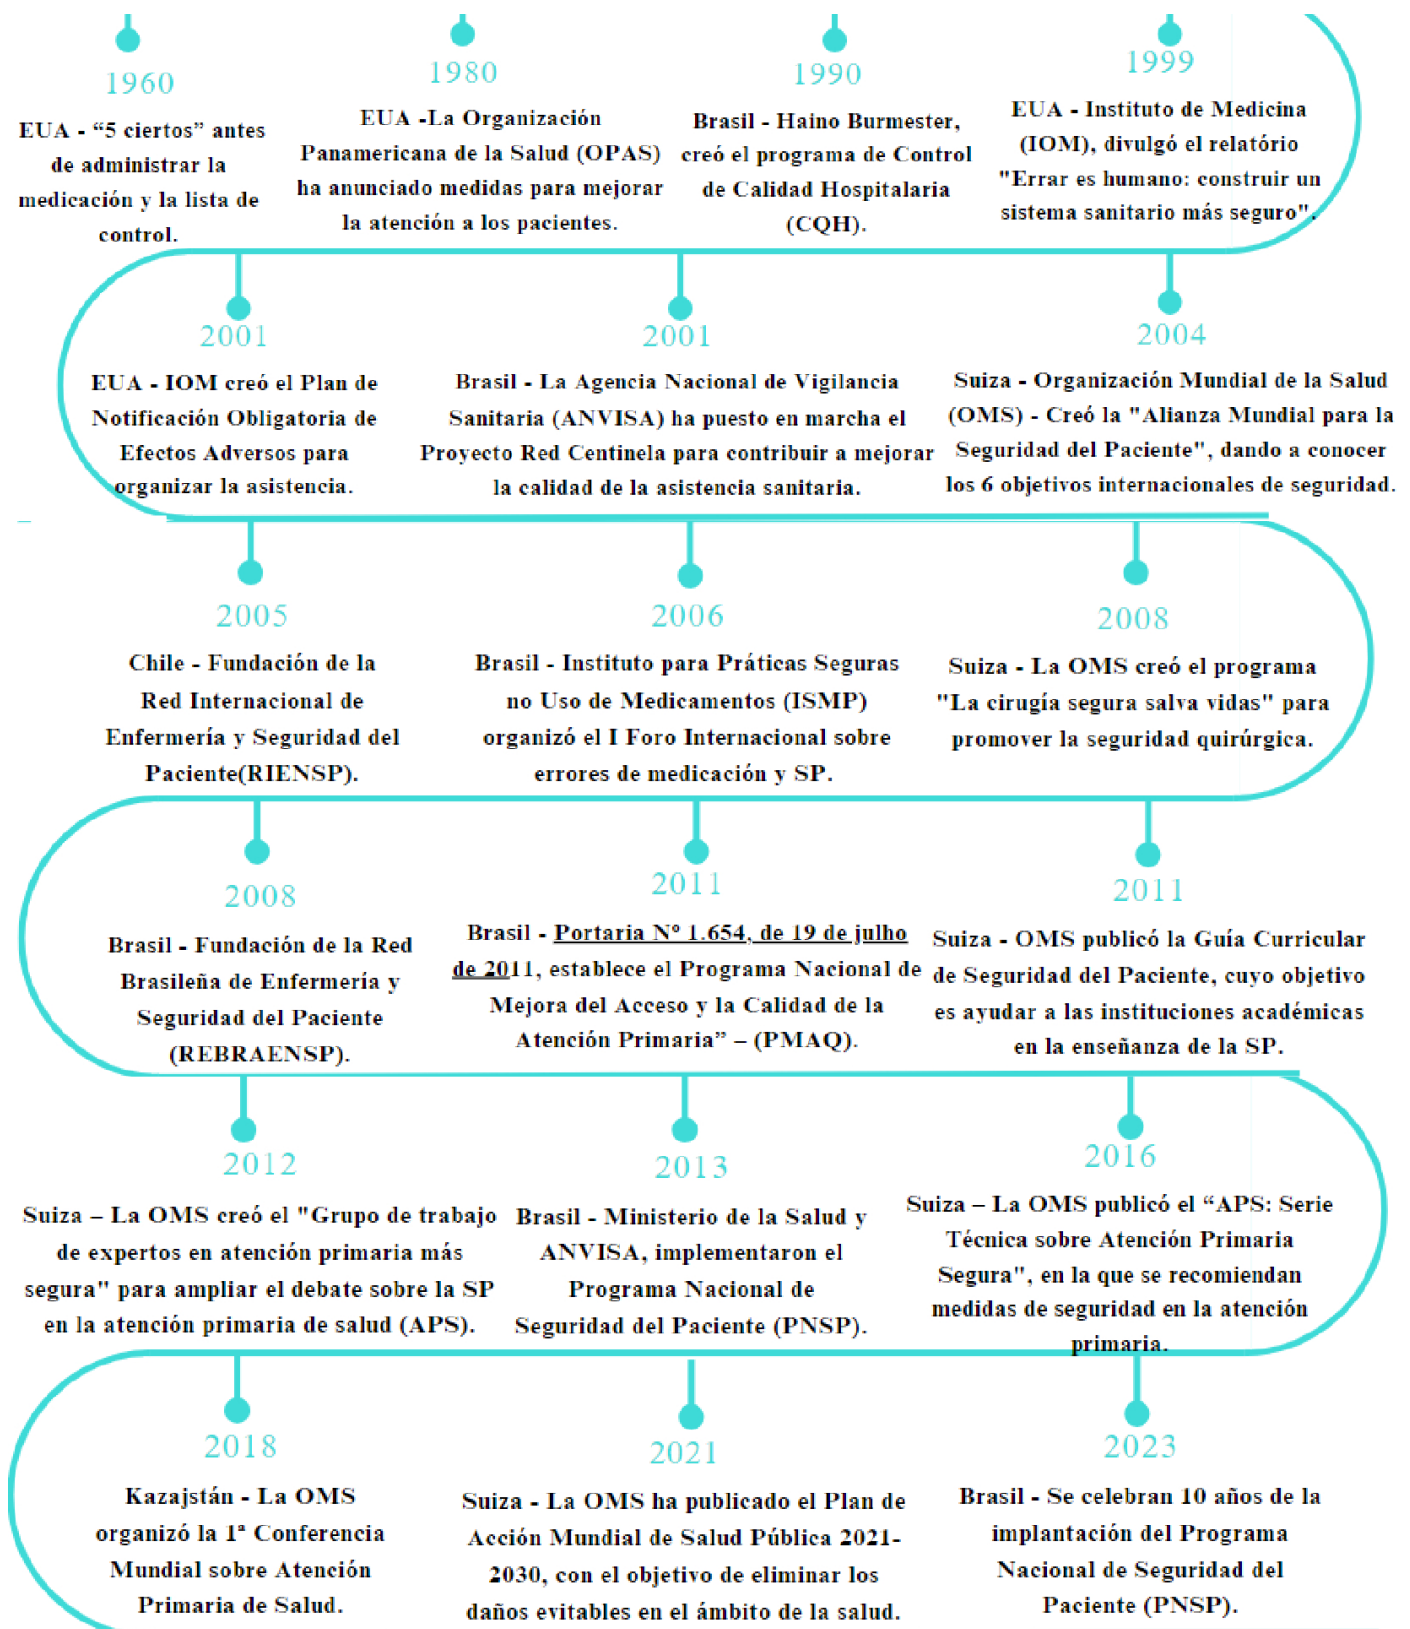 1960
EUA - “5 ciertos” antes
de administrar la
medicación y la lista de
control.
1980
EUA -La Organización
Panamericana de la Salud (OPAS)
ha anunciado medidas para mejorar
la atención a los pacientes.
1990
Brasil - Haino Burmester,
creó el programa de Control
de Calidad Hospitalaria
(CQH).
1999
EUA - Instituto de Medicina
(IOM), divulgó el relatório
"Errar es humano: construir un
sistema sanitario más seguro".
2001
EUA - IOM creó el Plan de
Notificación Obligatoria de
Efectos Adversos para
organizar la asistencia.
2001
Brasil - La Agencia Nacional de Vigilancia
Sanitaria (ANVISA) ha puesto en marcha el
Proyecto Red Centinela para contribuir a mejorar
la calidad de la asistencia sanitaria.
2004
Suiza - Organización Mundial de la Salud
(OMS) - Creó la "Alianza Mundial para la
Seguridad del Paciente", dando a conocer
los 6 objetivos internacionales de seguridad.
2005
Chile - Fundación de la
Red Internacional de
Enfermería y Seguridad del
Paciente(RIENSP).
2006
Brasil - Instituto para Práticas Seguras
no Uso de Medicamentos (ISMP)
organizó el I Foro Internacional sobre
errores de medicación y SP.
2008
Suiza - La OMS creó el programa
"La cirugía segura salva vidas" para
promover la seguridad quirúrgica.
2008
Brasil - Fundación de la Red
Brasileña de Enfermería y
Seguridad del Paciente
(REBRAENSP).
2011
Brasil - Portaria Nº 1.654, de 19 de julho
de 2011, establece el Programa Nacional de
Mejora del Acceso y la Calidad de la
Atención Primaria” – (PMAQ).
2011
Suiza - OMS publicó la Guía Curricular
de Seguridad del Paciente, cuyo objetivo
es ayudar a las instituciones académicas
en la enseñanza de la SP.
2012
Suiza – La OMS creó el "Grupo de trabajo
de expertos en atención primaria más
segura" para ampliar el debate sobre la SP
en la atención primaria de salud (APS).
2013
Brasil - Ministerio de la Salud y
ANVISA, implementaron el
Programa Nacional de
Seguridad del Paciente (PNSP).
2016
Suiza – La OMS publicó el “APS: Serie
Técnica sobre Atención Primaria
Segura", en la que se recomiendan
medidas de seguridad en la atención
primaria.
2018
Kazajstán - La OMS
organizó la 1ª Conferencia
Mundial sobre Atención
Primaria de Salud.
2021
Suiza - La OMS ha publicado el Plan de
Acción Mundial de Salud Pública 2021-
2030, con el objetivo de eliminar los
daños evitables en el ámbito de la salud.
2023
Brasil - Se celebran 10 años de la
implantación del Programa
Nacional de Seguridad del
Paciente (PNSP).